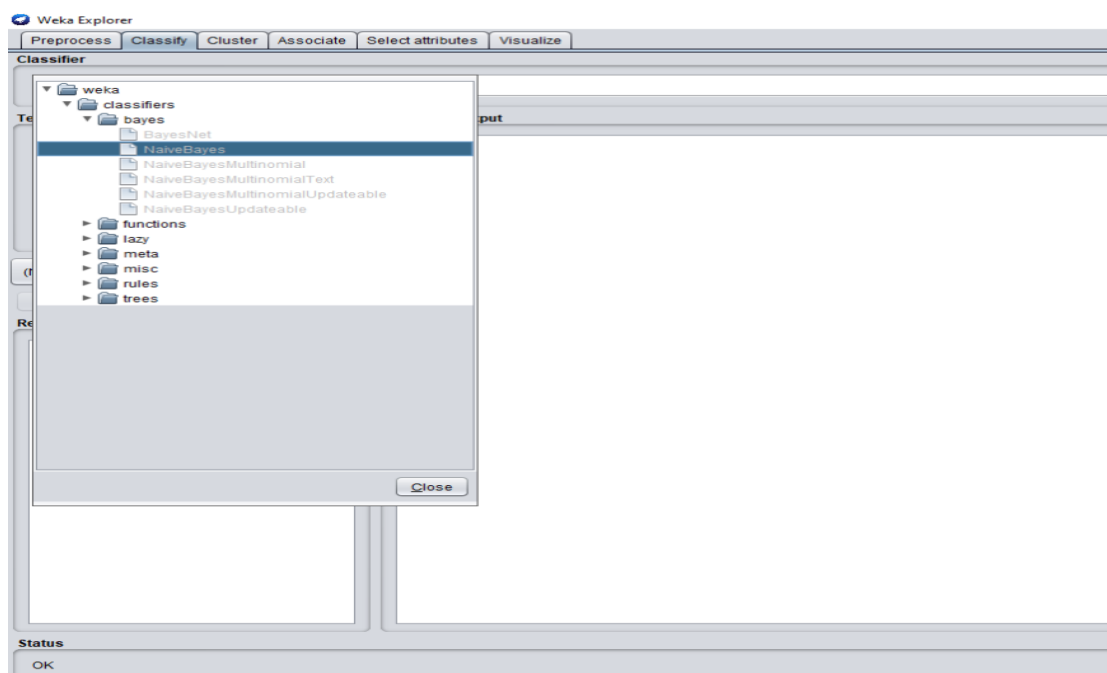 Weka Explorer
Preprocess Classify Cluster Associate Select attributes Visualize
Classifier
weka
classifiers
bayes
BayesNet
NaiveBayes
NaiveBayesMultinomial
NaiveBayesMultinomialText
NaiveBayesMultinomialUpdateable
NaiveBayesUpdateable
functions
lazy
meta
misc
rules
trees
Close
Status
OK